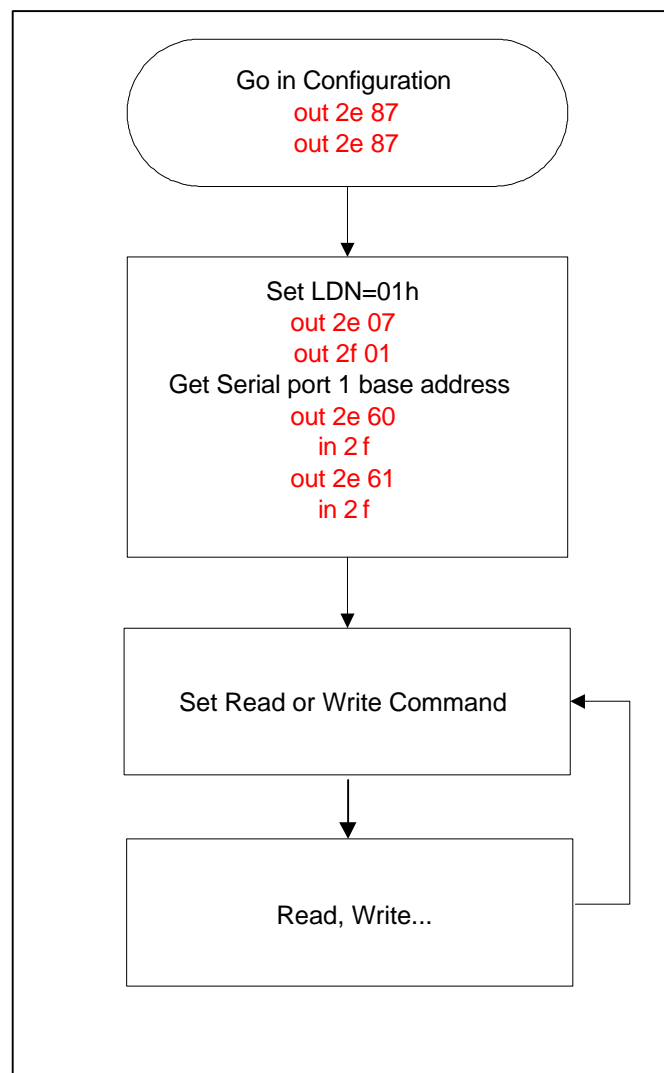 Go in Configuration
out 2e 87
out 2e 87
Set LDN=01h
out 2e 07
out 2f 01
Get Serial port 1 base address
out 2e 60
in 2f
out 2e 61
in 2f
Set Read or Write Command
Read, Write...